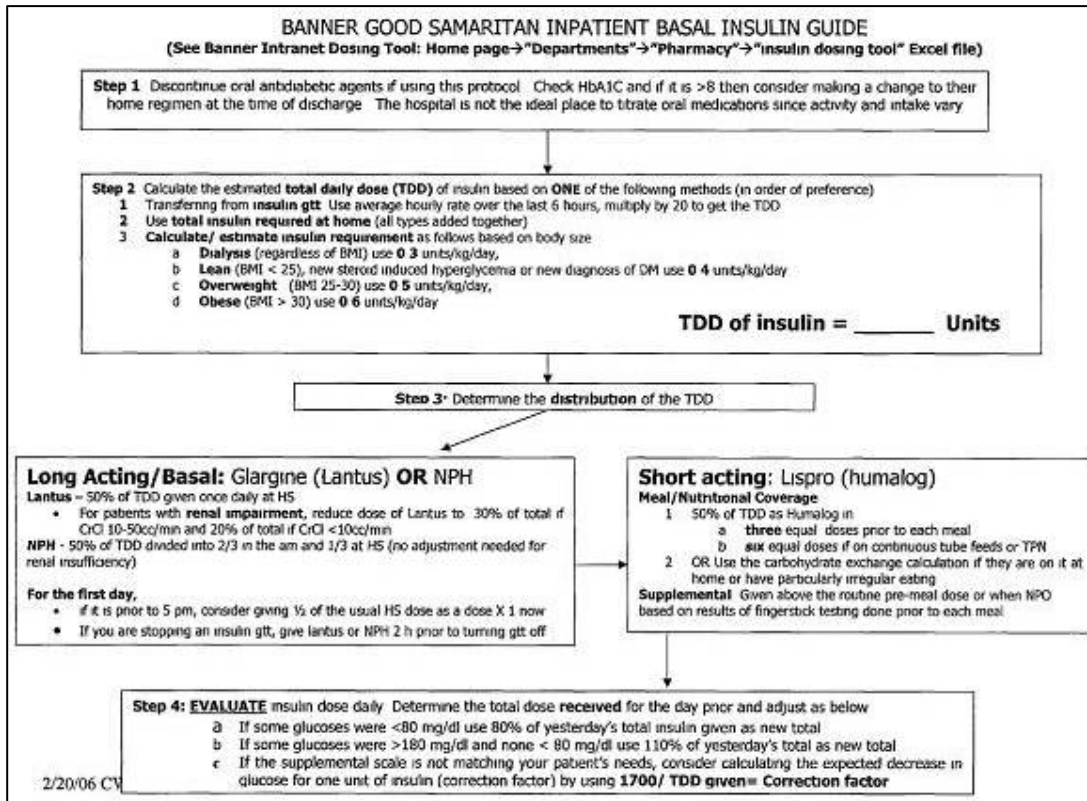 BANNER GOOD SAMARITAN INPATIENT BASAL INSULIN GUIDE
(See Banner Intranet Dosing Tool: Home page→"Departments"→"Pharmacy"→"insulin dosing tool" Excel file)
Step 1 Discontinue oral antidiabetic agents if using this protocol Check HbA1C and if it is >8 then consider making a change to their
home regimen at the time of discharge The hospital is not the ideal place to titrate oral medications since activity and intake vary
Step 2 Calculate the estimated total daily dose (TDD) of insulin based on ONE of the following methods (in order of preference)
1 Transferring from insulin gtt Use average hourly rate over the last 6 hours, multiply by 20 to get the TDD
2 Use total insulin required at home (all types added together)
3 Calculate/ estimate insulin requirement as follows based on body size
a Dialysis (regardless of BMI) use 0 3 units/kg/day,
b Lean (BMI < 25), new steroid induced hyperglycemia or new diagnosis of DM use 0 4 units/kg/day
c Overweight (BMI 25-30) use 0 5 units/kg/day,
d Obese (BMI > 30) use 0 6 units/kg/day
TDD of insulin = ______ Units
Step 3· Determine the distribution of the TDD
Long Acting/Basal: Glargine (Lantus) OR NPH
Lantus – 50% of TDD given once daily at HS
• For patients with renal impairment, reduce dose of Lantus to 30% of total if
CrCl 10-50cc/min and 20% of total if CrCl <10cc/min
NPH - 50% of TDD divided into 2/3 in the am and 1/3 at HS (no adjustment needed for
renal insufficiency)
For the first day,
• if it is prior to 5 pm, consider giving ½ of the usual HS dose as a dose X 1 now
• If you are stopping an insulin gtt, give lantus or NPH 2 h prior to turning gtt off
Short acting: Lispro (humalog)
Meal/Nutritional Coverage
1 50% of TDD as Humalog in
a three equal doses prior to each meal
b six equal doses if on continuous tube feeds or TPN
2 OR Use the carbohydrate exchange calculation if they are on it at
home or have particularly irregular eating
Supplemental Given above the routine pre-meal dose or when NPO
based on results of fingerstick testing done prior to each meal
Step 4: EVALUATE insulin dose daily Determine the total dose received for the day prior and adjust as below
a If some glucoses were <80 mg/dl use 80% of yesterday's total insulin given as new total
b If some glucoses were >180 mg/dl and none < 80 mg/dl use 110% of yesterday's total as new total
c If the supplemental scale is not matching your patient's needs, consider calculating the expected decrease in
glucose for one unit of insulin (correction factor) by using 1700/ TDD given= Correction factor
2/20/06 CV